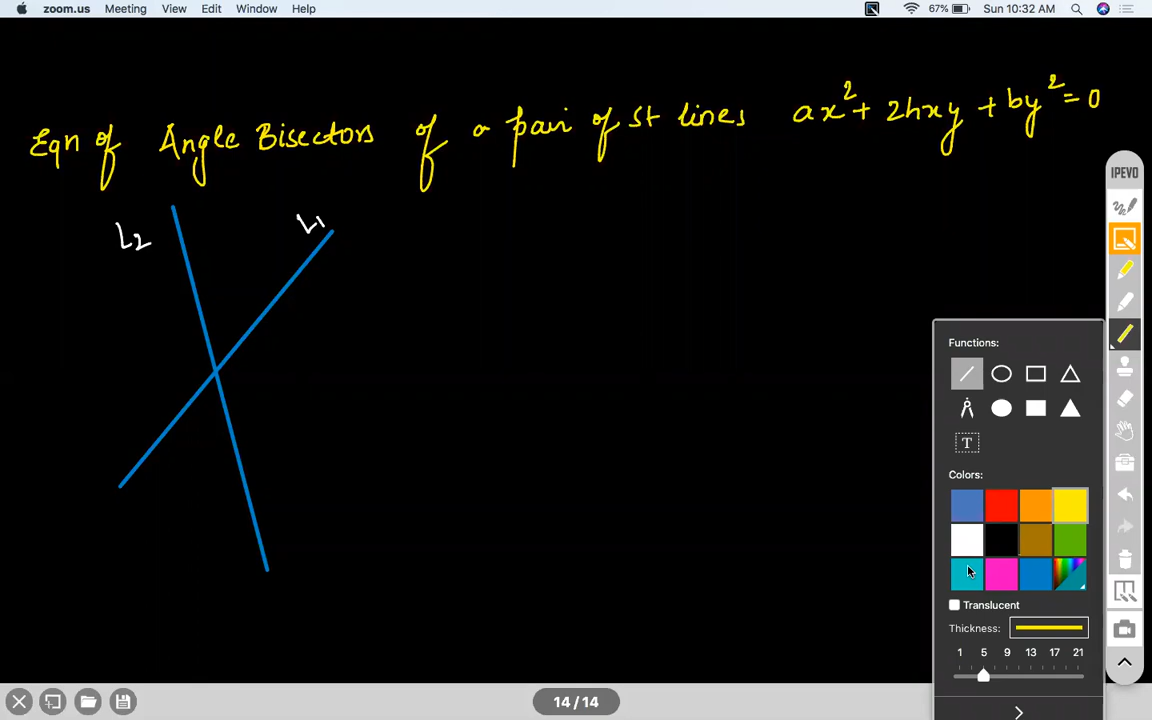 zoom.us Meeting View Edit Window Help 67% Sun 10:32 AM
Eqn of Angle Bisectors of a pair of st lines ax²+ 2hxy + by² = 0
L2 L1
IPEVO
Functions:
T
Colors:
Translucent
Thickness:
1 5 9 13 17 21
14 / 14